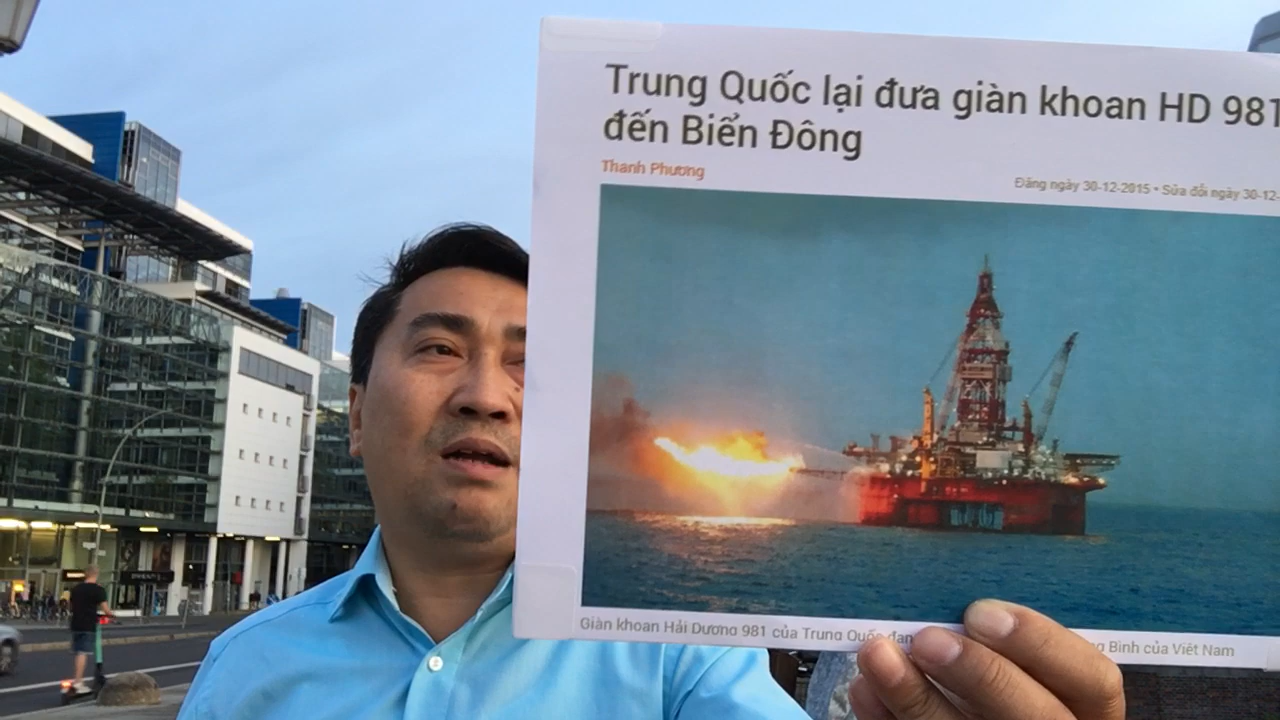 Trung Quốc lại đưa giàn khoan HD 981
đến Biển Đông
Thanh Phương
Đăng ngày 30-12-2015 • Sửa đổi ngày 30-12-
Giàn khoan Hải Dương 981 của Trung Quốc đan
Bình của Việt Nam